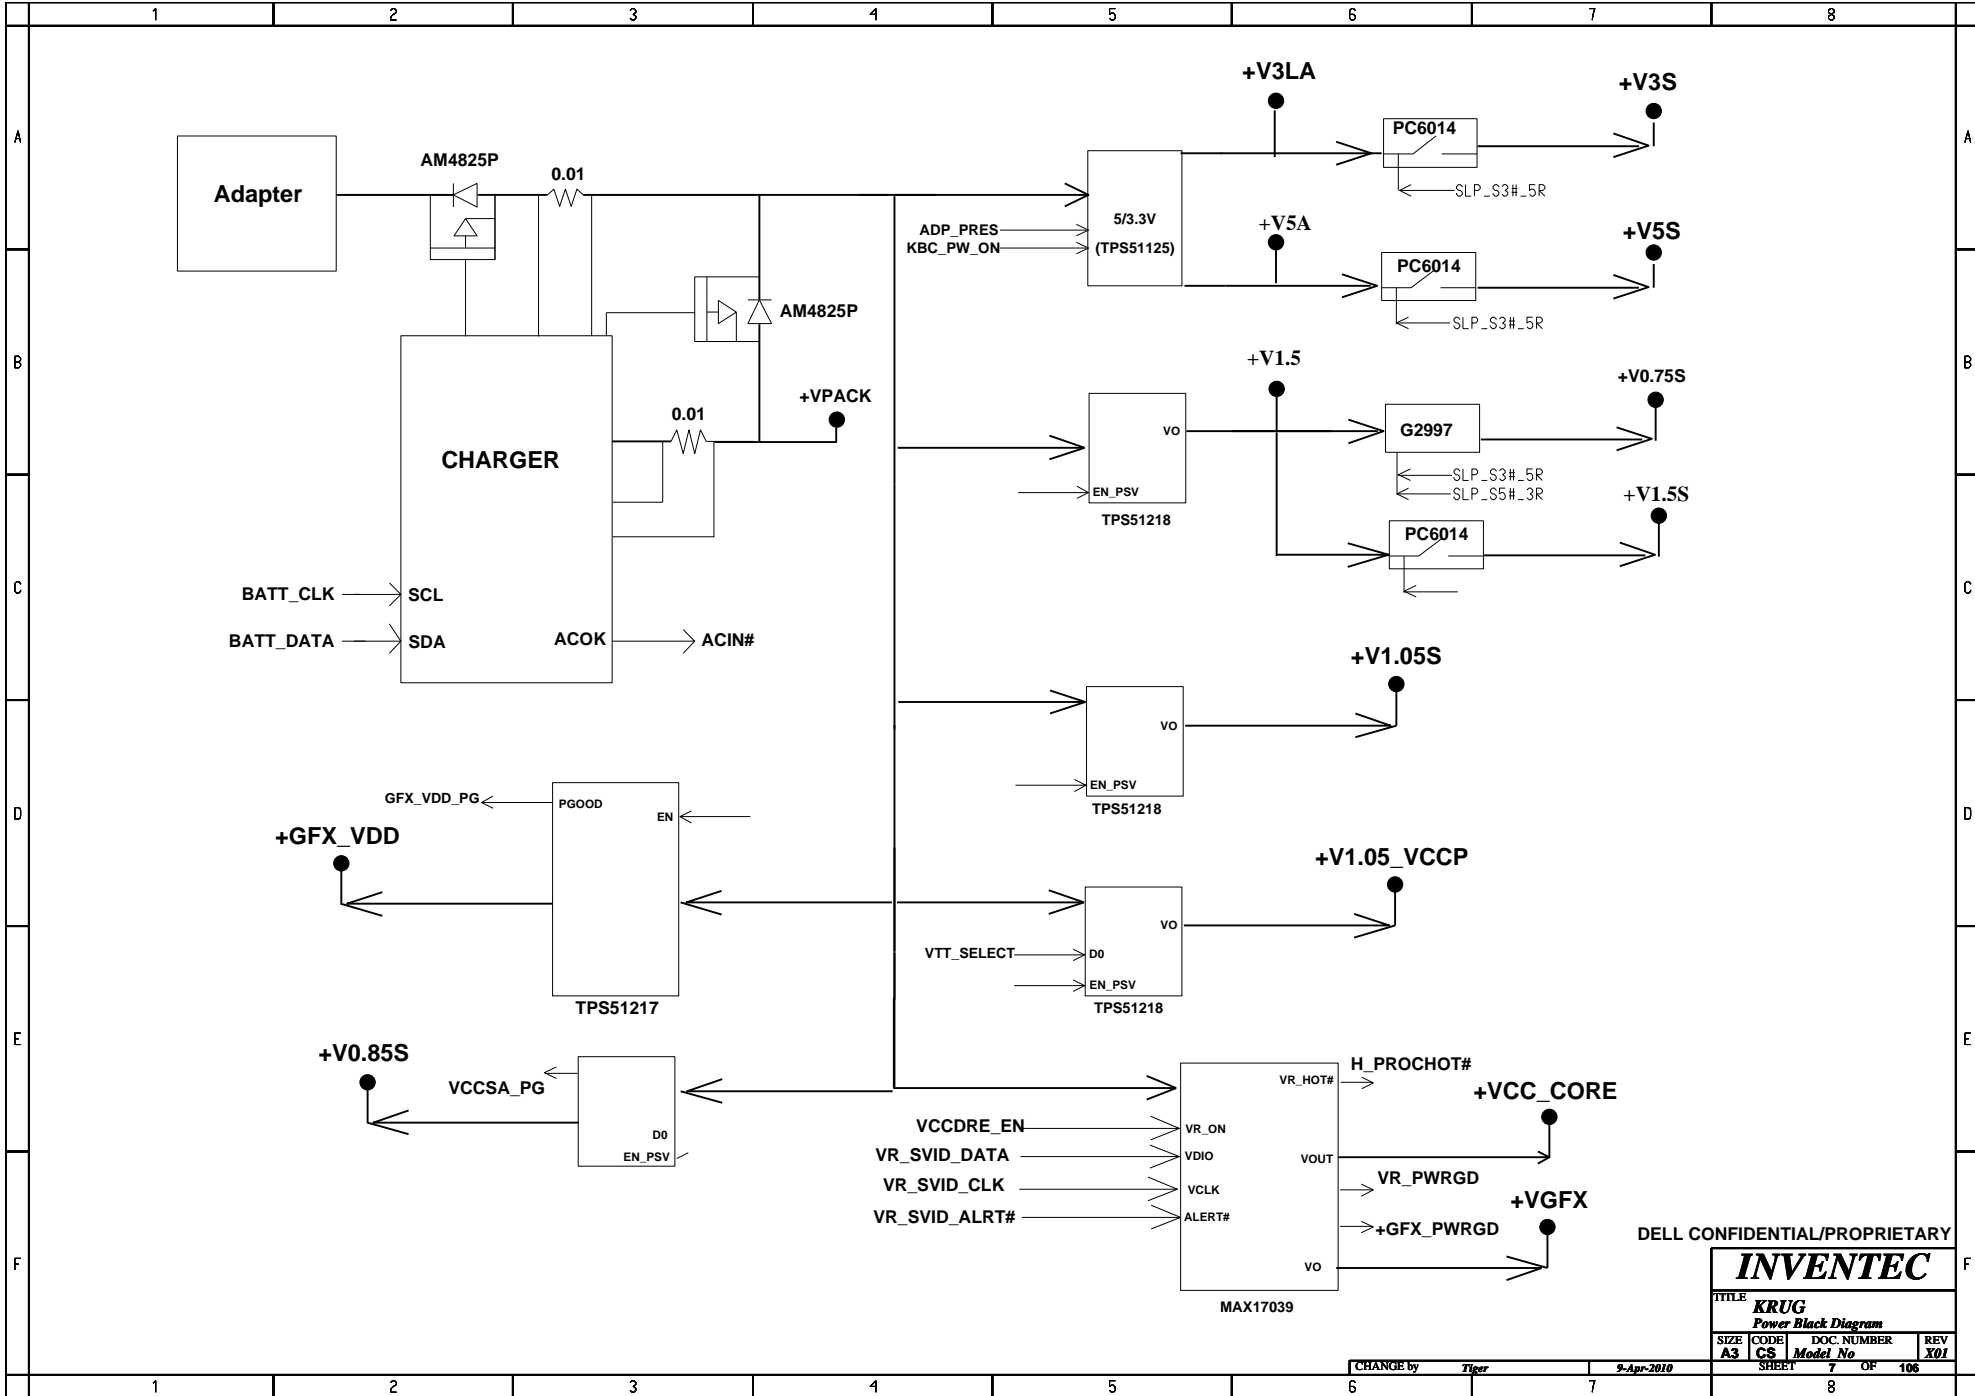 1 2 3 4 5 6 7 8
A A
B B
C C
D D
E E
F F
Adapter
AM4825P
0.01
AM4825P
0.01
+VPACK
CHARGER
BATT_CLK
SCL
BATT_DATA
SDA
ACOK
ACIN#
ADP_PRES
KBC_PW_ON
5/3.3V
(TPS51125)
+V3LA
PC6014
SLP_S3#_5R
+V3S
+V5A
PC6014
SLP_S3#_5R
+V5S
VO
EN_PSV
TPS51218
+V1.5
G2997
SLP_S3#_5R
SLP_S5#_3R
+V0.75S
PC6014
+V1.5S
VO
EN_PSV
TPS51218
+V1.05S
GFX_VDD_PG
PGOOD
EN
+GFX_VDD
TPS51217
VTT_SELECT
VO
D0
EN_PSV
TPS51218
+V1.05_VCCP
+V0.85S
VCCSA_PG
D0
EN_PSV
VCCDRE_EN
VR_SVID_DATA
VR_SVID_CLK
VR_SVID_ALRT#
VR_ON
VDIO
VCLK
ALERT#
VR_HOT#
VOUT
VO
MAX17039
H_PROCHOT#
+VCC_CORE
VR_PWRGD
+GFX_PWRGD
+VGFX
DELL CONFIDENTIAL/PROPRIETARY
INVENTEC
TITLE
KRUG
Power Black Diagram
SIZE CODE DOC. NUMBER REV
A3 CS Model_No X01
CHANGE by Tiger 9-Apr-2010 SHEET 7 OF 106
1 2 3 4 5 6 7 8